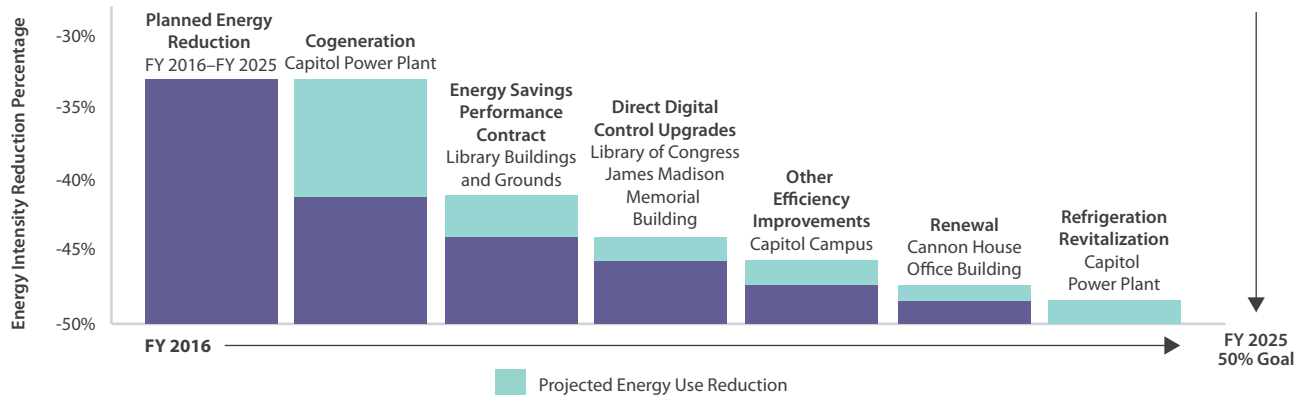 Energy Intensity Reduction Percentage
-30%
-35%
-40%
-45%
-50%
Planned Energy
Reduction
FY 2016–FY 2025
Cogeneration
Capitol Power Plant
Energy Savings
Performance
Contract
Library Buildings
and Grounds
Direct Digital
Control Upgrades
Library of Congress
James Madison
Memorial
Building
Other
Efficiency
Improvements
Capitol Campus
Renewal
Cannon House
Office Building
Refrigeration
Revitalization
Capitol
Power Plant
FY 2016
FY 2025
50% Goal
Projected Energy Use Reduction